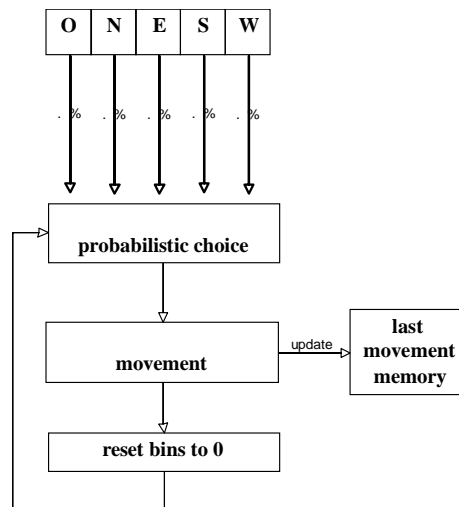 O N E S W
. % . % . % . % . %
probabilistic choice
movement
update
last
movement
memory
reset bins to 0